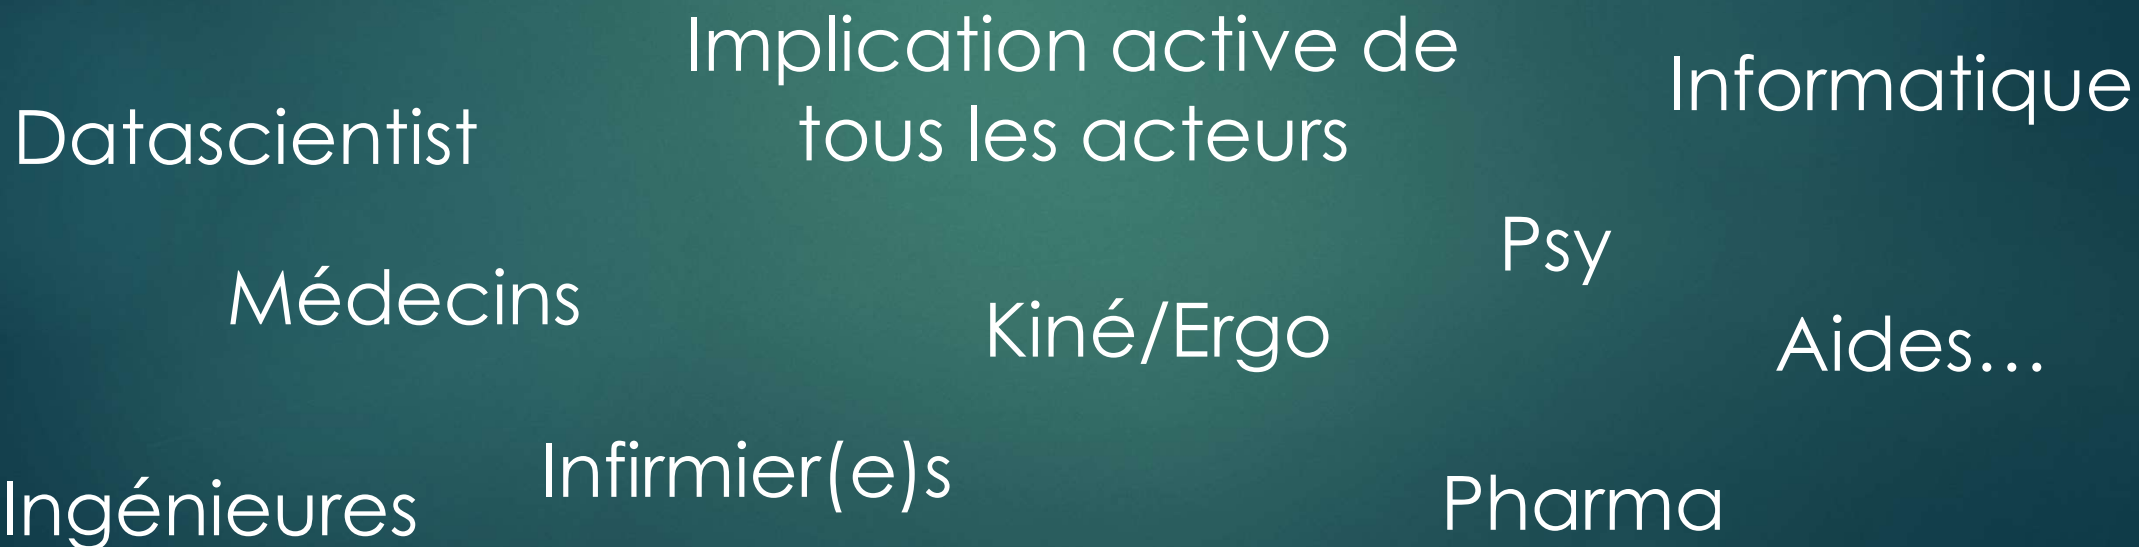 Implication active de
tous les acteurs
Informatique
Datascientist
Psy
Médecins
Kiné/Ergo
Aides...
Infirmier(e)s
Ingénieures
Pharma